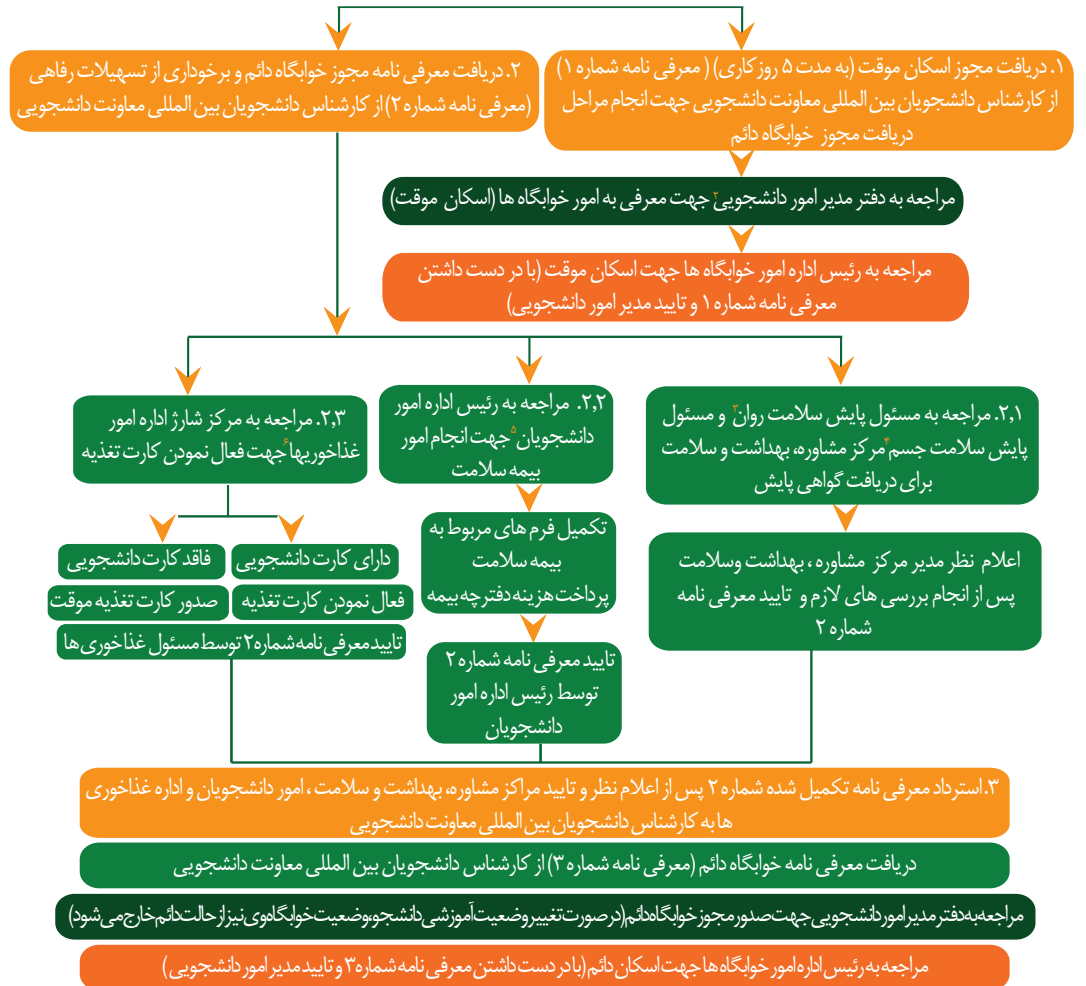 ۱. دریافت مجوز اسکان موقت (به مدت ۵ روز کاری) ( معرفی نامه شماره ۱)
از کارشناس دانشجویان بین المللی معاونت دانشجویی جهت انجام مراحل
دریافت مجوز خوابگاه دائم
۲. دریافت معرفی نامه مجوز خوابگاه دائم و برخوداری از تسهیلات رفاهی
(معرفی نامه شماره ۲) از کارشناس دانشجویان بین المللی معاونت دانشجویی
مراجعه به دفتر مدیر امور دانشجویی۲ جهت معرفی به امور خوابگاه ها (اسکان موقت)
مراجعه به رئیس اداره امور خوابگاه ها جهت اسکان موقت (با در دست داشتن
معرفی نامه شماره ۱ و تایید مدیر امور دانشجویی)
۲,۱. مراجعه به مسئول پایش سلامت روان۳ و مسئول
پایش سلامت جسم۴ مرکز مشاوره، بهداشت و سلامت
برای دریافت گواهی پایش
اعلام نظر مدیر مرکز مشاوره ، بهداشت وسلامت
پس از انجام بررسی های لازم و تایید معرفی نامه
شماره ۲
۲,۲. مراجعه به رئیس اداره امور
دانشجویان۵ جهت انجام امور
بیمه سلامت
تکمیل فرم های مربوط به
بیمه سلامت
پرداخت هزینه دفترچه بیمه
تایید معرفی نامه شماره ۲
توسط رئیس اداره امور
دانشجویان
۲,۳. مراجعه به مرکز شارژ اداره امور
غذاخوریها۶ جهت فعال نمودن کارت تغذیه
دارای کارت دانشجویی
فعال نمودن کارت تغذیه
فاقد کارت دانشجویی
صدور کارت تغذیه موقت
تایید معرفی نامه شماره ۲ توسط مسئول غذاخوری ها
۳. استرداد معرفی نامه تکمیل شده شماره ۲ پس از اعلام نظر و تایید مراکز مشاوره، بهداشت و سلامت ، امور دانشجویان و اداره غذاخوری
ها به کارشناس دانشجویان بین المللی معاونت دانشجویی
دریافت معرفی نامه خوابگاه دائم (معرفی نامه شماره ۳) از کارشناس دانشجویان بین المللی معاونت دانشجویی
مراجعه به دفتر مدیر امور دانشجویی جهت صدور مجوز خوابگاه دائم (در صورت تغییر وضعیت آموزشی دانشجو، وضعیت خوابگاه وی نیز از حالت دائم خارج می شود)
مراجعه به رئیس اداره امور خوابگاه ها جهت اسکان دائم (با در دست داشتن معرفی نامه شماره ۳ و تایید مدیر امور دانشجویی )